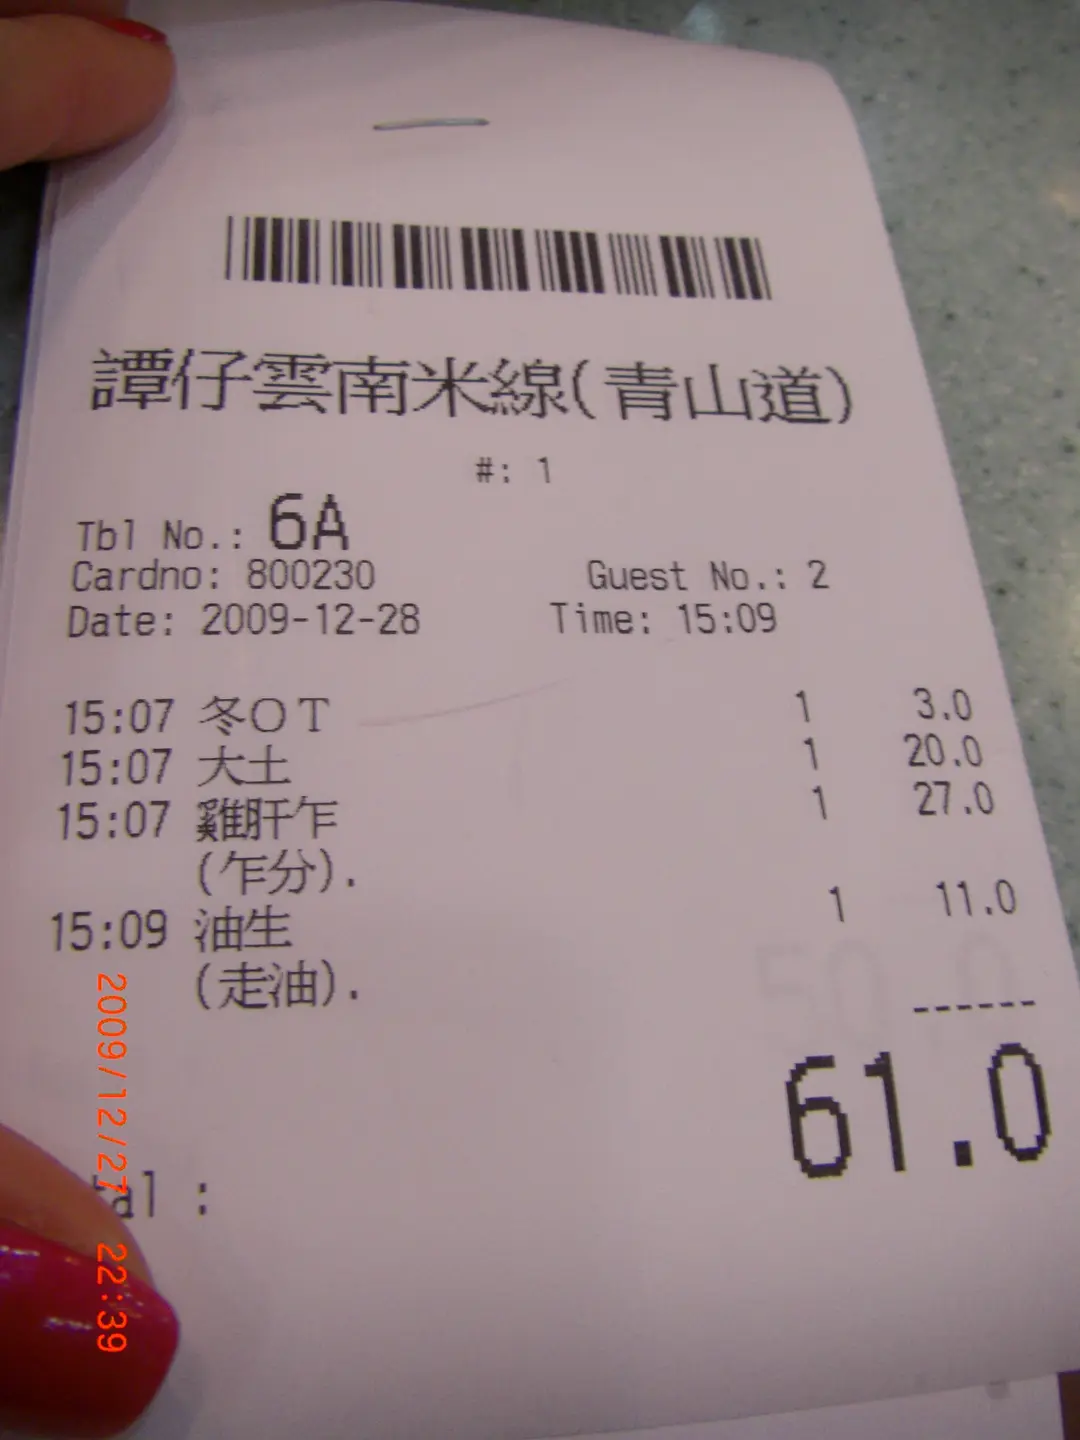 譚仔雲南米線(青山道)
#: 1
Tbl No.: 6A
Cardno: 800230 Guest No.: 2
Date: 2009-12-28 Time: 15:09
15:07 冬OT 1 3.0
15:07 大土 1 20.0
15:07 雞肝乍 1 27.0
(乍分).
15:09 油生 1 11.0
(走油).
------
61.0
tal :
2009/12/27 22:39